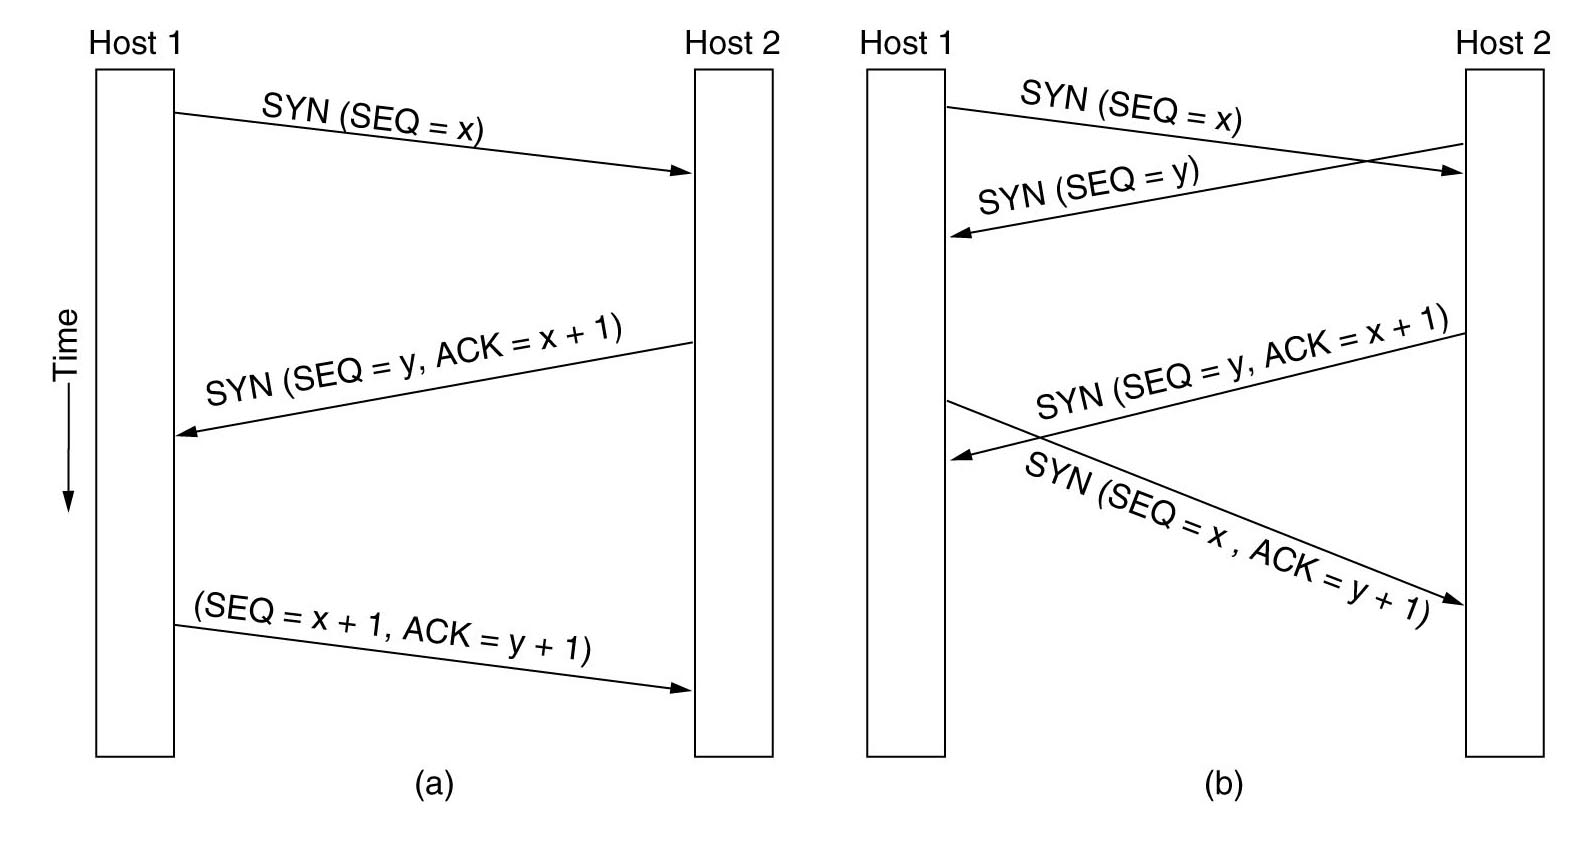 Host 1
Host 2
SYN (SEQ = x)
SYN (SEQ = y, ACK = x + 1)
(SEQ = x + 1, ACK = y + 1)
Time
(a)
Host 1
Host 2
SYN (SEQ = x)
SYN (SEQ = y)
SYN (SEQ = y, ACK = x + 1)
SYN (SEQ = x , ACK = y + 1)
(b)